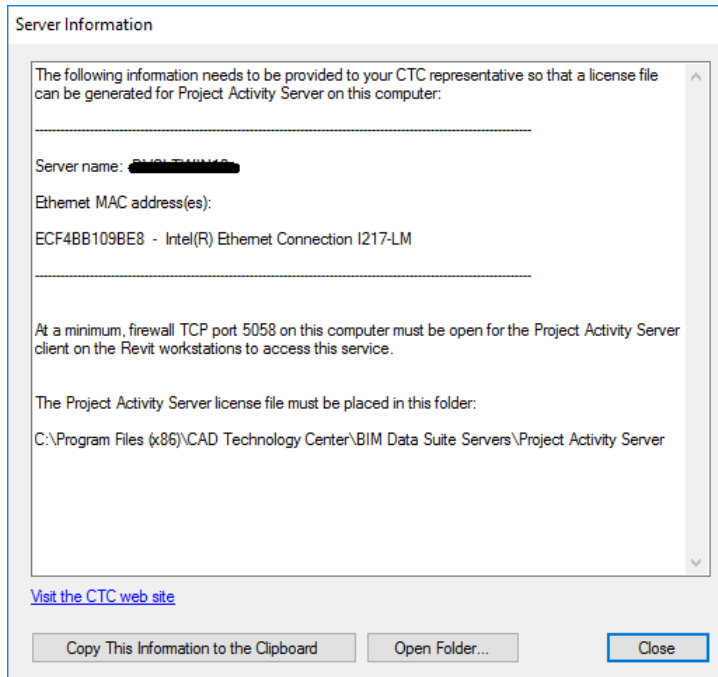 Server Information
The following information needs to be provided to your CTC representative so that a license file
can be generated for Project Activity Server on this computer:
Server name:
Ethernet MAC address(es):
ECF4BB109BE8 - Intel(R) Ethernet Connection I217-LM
At a minimum, firewall TCP port 5058 on this computer must be open for the Project Activity Server
client on the Revit workstations to access this service.
The Project Activity Server license file must be placed in this folder:
C:\Program Files (x86)\CAD Technology Center\BIM Data Suite Servers\Project Activity Server
Visit the CTC web site
Copy This Information to the Clipboard
Open Folder...
Close